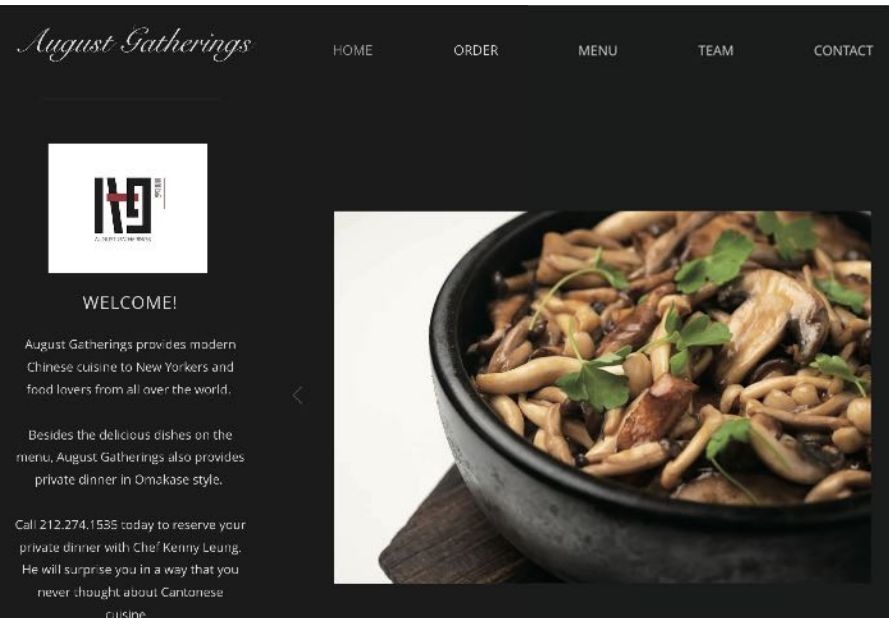 August Gatherings
HOME
ORDER
MENU
TEAM
CONTACT
WELCOME!
August Gatherings provides modern
Chinese cuisine to New Yorkers and
food lovers from all over the world.
Besides the delicious dishes on the
menu, August Gatherings also provides
private dinner in Omakase style.
Call 212.274.1535 today to reserve your
private dinner with Chef Kenny Leung.
He will surprise you in a way that you
never thought about Cantonese
cuisine